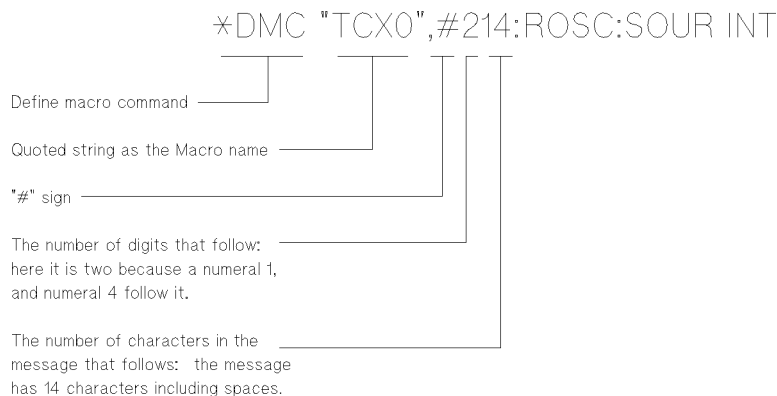 *DMC "TCXO",#214:ROSC:SOUR INT
Define macro command
Quoted string as the Macro name
"#" sign
The number of digits that follow:
here it is two because a numeral 1,
and numeral 4 follow it.
The number of characters in the
message that follows: the message
has 14 characters including spaces.